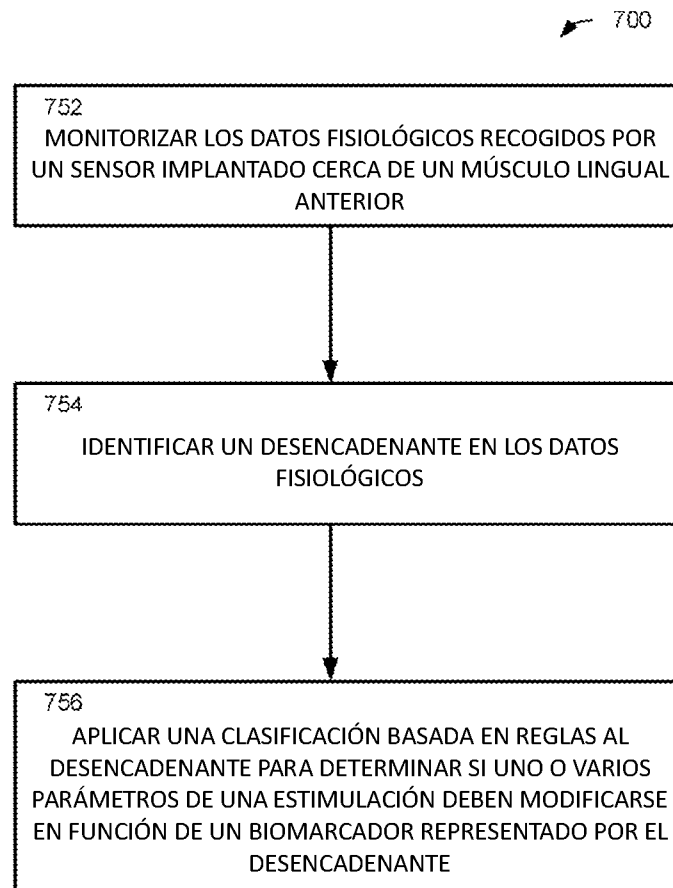 700
752
MONITORIZAR LOS DATOS FISIOLÓGICOS RECOGIDOS POR
UN SENSOR IMPLANTADO CERCA DE UN MÚSCULO LINGUAL
ANTERIOR
754
IDENTIFICAR UN DESENCADENANTE EN LOS DATOS
FISIOLÓGICOS
756
APLICAR UNA CLASIFICACIÓN BASADA EN REGLAS AL
DESENCADENANTE PARA DETERMINAR SI UNO O VARIOS
PARÁMETROS DE UNA ESTIMULACIÓN DEBEN MODIFICARSE
EN FUNCIÓN DE UN BIOMARCADOR REPRESENTADO POR EL
DESENCADENANTE